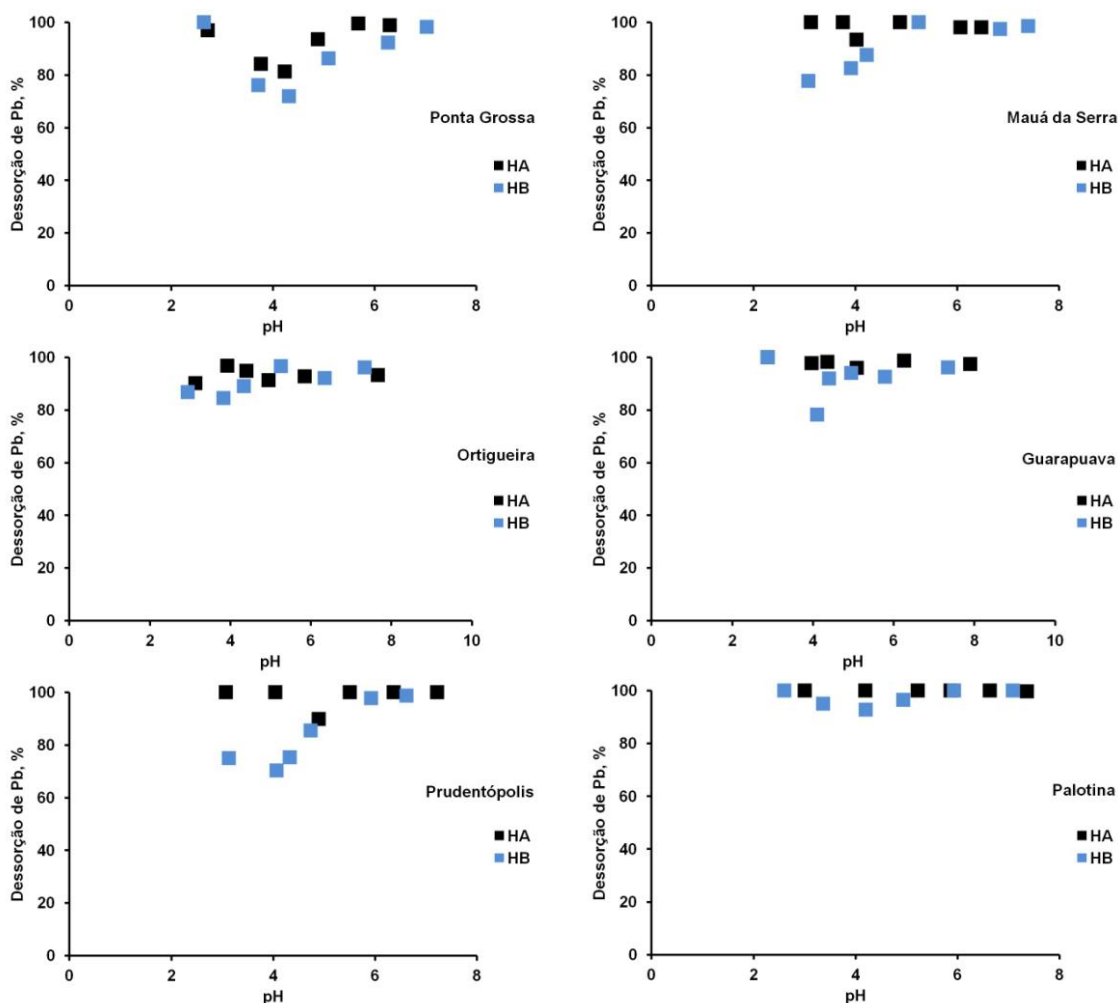 Dessorção de Pb, %
100
80
60
40
20
0
0 2 4 6 8
pH
Ponta Grossa
HA
HB
Dessorção de Pb, %
100
80
60
40
20
0
0 2 4 6 8
pH
Mauá da Serra
HA
HB
Dessorção de Pb, %
100
80
60
40
20
0
0 2 4 6 8 10
pH
Ortigueira
HA
HB
Dessorção de Pb, %
100
80
60
40
20
0
0 2 4 6 8 10
pH
Guarapuava
HA
HB
Dessorção de Pb, %
100
80
60
40
20
0
0 2 4 6 8
pH
Prudentópolis
HA
HB
Dessorção de Pb, %
100
80
60
40
20
0
0 2 4 6 8
pH
Palotina
HA
HB